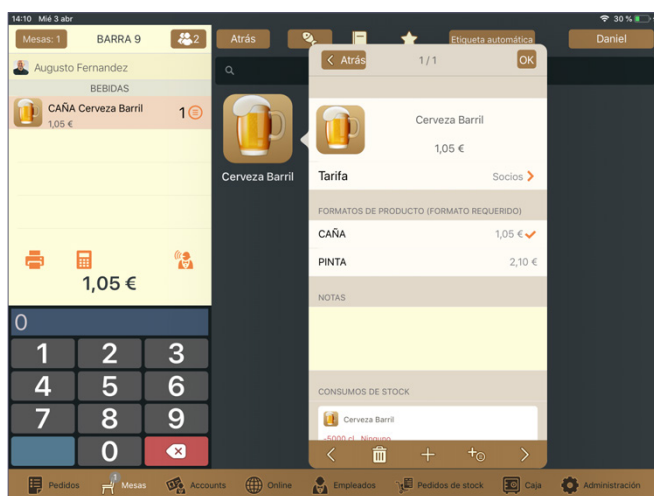 14:10 Mié 3 abr
30 %
Mesas: 1
BARRA 9
2
Atrás
Etiqueta automática
Daniel
Augusto Fernandez
BEBIDAS
CAÑA Cerveza Barril
1
1,05 €
1,05 €
0
1 2 3
4 5 6
7 8 9
0
Cerveza Barril
Atrás
1/1
OK
Cerveza Barril
1,05 €
Tarifa
Socios
FORMATOS DE PRODUCTO (FORMATO REQUERIDO)
CAÑA 1,05 €
PINTA 2,10 €
NOTAS
CONSUMOS DE STOCK
Cerveza Barril
-5000 cl Ninguno
Pedidos
1
Mesas
Accounts
Online
Empleados
Pedidos de stock
Caja
Administración